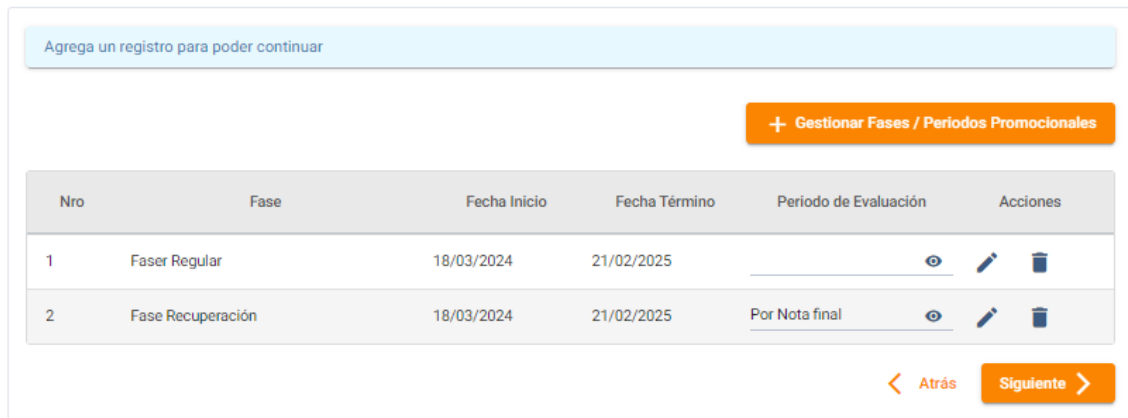 Agrega un registro para poder continuar
+ Gestionar Fases / Periodos Promocionales
Nro Fase Fecha Inicio Fecha Término Periodo de Evaluación Acciones
1 Faser Regular 18/03/2024 21/02/2025
2 Fase Recuperación 18/03/2024 21/02/2025 Por Nota final
Atrás Siguiente